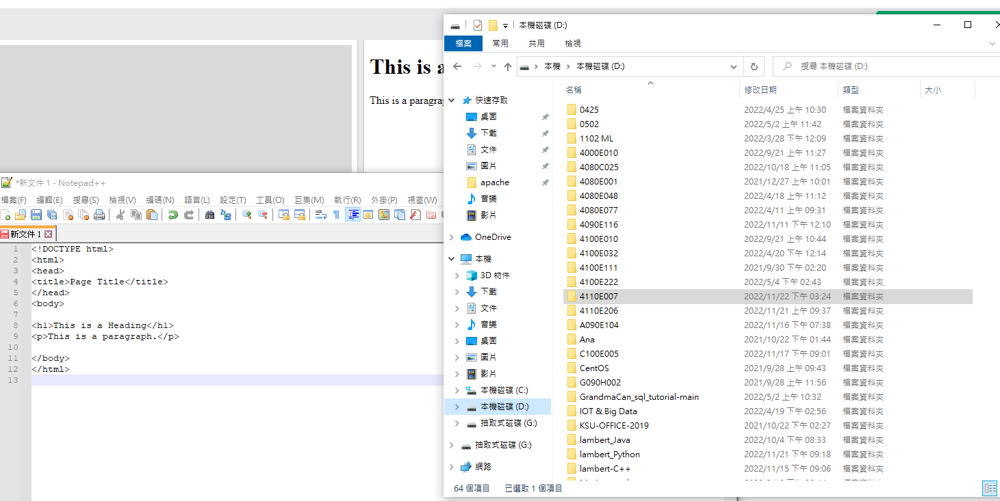 This is a
This is a paragra
*新文件 1 - Notepad++
檔案(F) 編輯(E) 搜尋(S) 檢視(V) 編碼(N) 語言(L) 設定(T) 工具(O) 巨集(M) 執行(R) 外掛(P) 視窗(W)
新文件 1
1 <!DOCTYPE html>
2 <html>
3 <head>
4 <title>Page Title</title>
5 </head>
6 <body>
7
8 <h1>This is a Heading</h1>
9 <p>This is a paragraph.</p>
10
11 </body>
12 </html>
13
本機磁碟 (D:)
檔案 常用 共用 檢視
本機 本機磁碟 (D:)
搜尋 本機磁碟 (D:)
快速存取
桌面
下載
文件
圖片
apache
音樂
影片
OneDrive
本機
3D 物件
下載
文件
音樂
桌面
圖片
影片
本機磁碟 (C:)
本機磁碟 (D:)
抽取式磁碟 (G:)
抽取式磁碟 (G:)
網路
名稱 修改日期 類型 大小
0425 2022/4/25 上午 10:30 檔案資料夾
0502 2022/5/2 上午 11:42 檔案資料夾
1102 ML 2022/3/28 下午 12:09 檔案資料夾
4000E010 2022/9/21 上午 11:27 檔案資料夾
4080C025 2022/10/18 上午 11:05 檔案資料夾
4080E001 2021/12/27 上午 10:01 檔案資料夾
4080E048 2022/4/18 上午 11:12 檔案資料夾
4080E077 2022/4/11 上午 09:31 檔案資料夾
4090E116 2022/11/11 下午 12:10 檔案資料夾
4100E010 2022/9/21 上午 10:44 檔案資料夾
4100E032 2022/4/20 下午 12:14 檔案資料夾
4100E111 2021/9/30 下午 02:20 檔案資料夾
4100E222 2022/5/4 下午 02:43 檔案資料夾
4110E007 2022/11/22 下午 03:24 檔案資料夾
4110E206 2022/11/21 上午 09:37 檔案資料夾
A090E104 2022/11/16 下午 07:38 檔案資料夾
Ana 2021/10/22 下午 01:44 檔案資料夾
C100E005 2022/11/17 上午 09:01 檔案資料夾
CentOS 2021/9/28 上午 09:43 檔案資料夾
G090H002 2021/9/28 上午 11:56 檔案資料夾
GrandmaCan_sql_tutorial-main 2022/5/2 上午 10:32 檔案資料夾
IOT & Big Data 2022/4/19 下午 02:56 檔案資料夾
KSU-OFFICE-2019 2021/10/22 下午 02:27 檔案資料夾
lambert_Java 2022/10/4 下午 08:33 檔案資料夾
lambert_Python 2022/11/21 上午 09:18 檔案資料夾
lambert-C++ 2022/11/15 下午 09:06 檔案資料夾
64 個項目 已選取 1 個項目